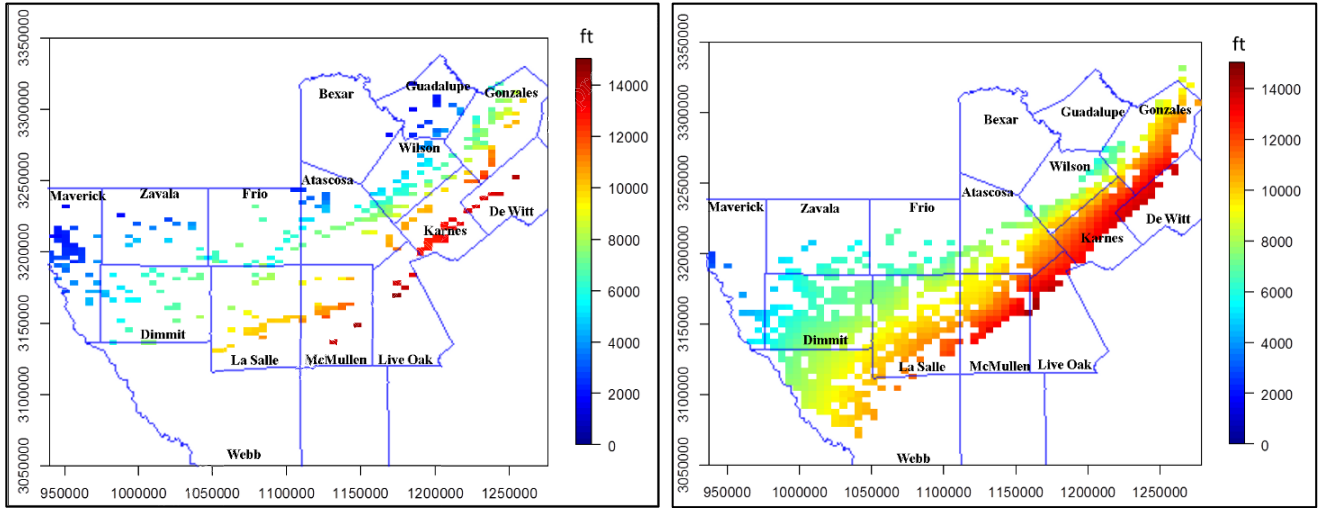 ft
3350000
3300000
3250000
3200000
3150000
3100000
3050000
14000
12000
10000
8000
6000
4000
2000
0
Bexar
Guadalupe
Gonzales
Wilson
Atascosa
Maverick
Zavala
Frio
De Witt
Karnes
Dimmit
La Salle
McMullen
Live Oak
Webb
950000 1000000 1050000 1100000 1150000 1200000 1250000
ft
3350000
3300000
3250000
3200000
3150000
3100000
3050000
14000
12000
10000
8000
6000
4000
2000
0
Bexar
Guadalupe
Gonzales
Wilson
Atascosa
Maverick
Zavala
Frio
De Witt
Karnes
Dimmit
La Salle
McMullen
Live Oak
Webb
950000 1000000 1050000 1100000 1150000 1200000 1250000